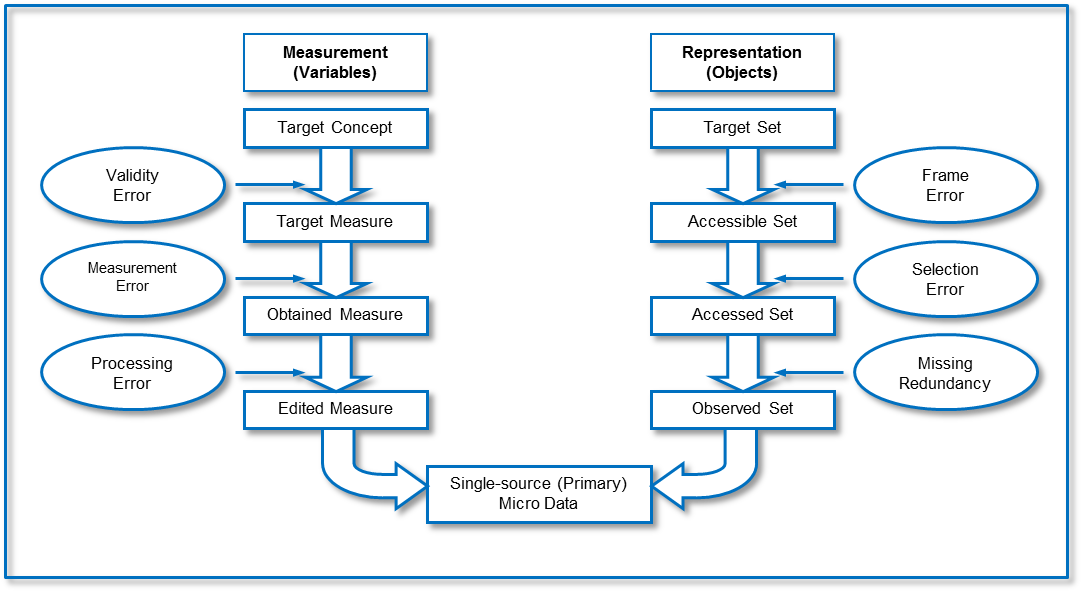 Measurement
(Variables)
Representation
(Objects)
Target Concept
Target Set
Validity
Error
Frame
Error
Target Measure
Accessible Set
Measurement
Error
Selection
Error
Obtained Measure
Accessed Set
Processing
Error
Missing
Redundancy
Edited Measure
Observed Set
Single-source (Primary)
Micro Data